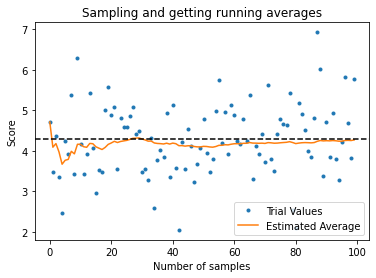 Sampling and getting running averages
7
6
5
4
3
2
Score
0
20
40
60
80
100
Number of samples
Trial Values
Estimated Average